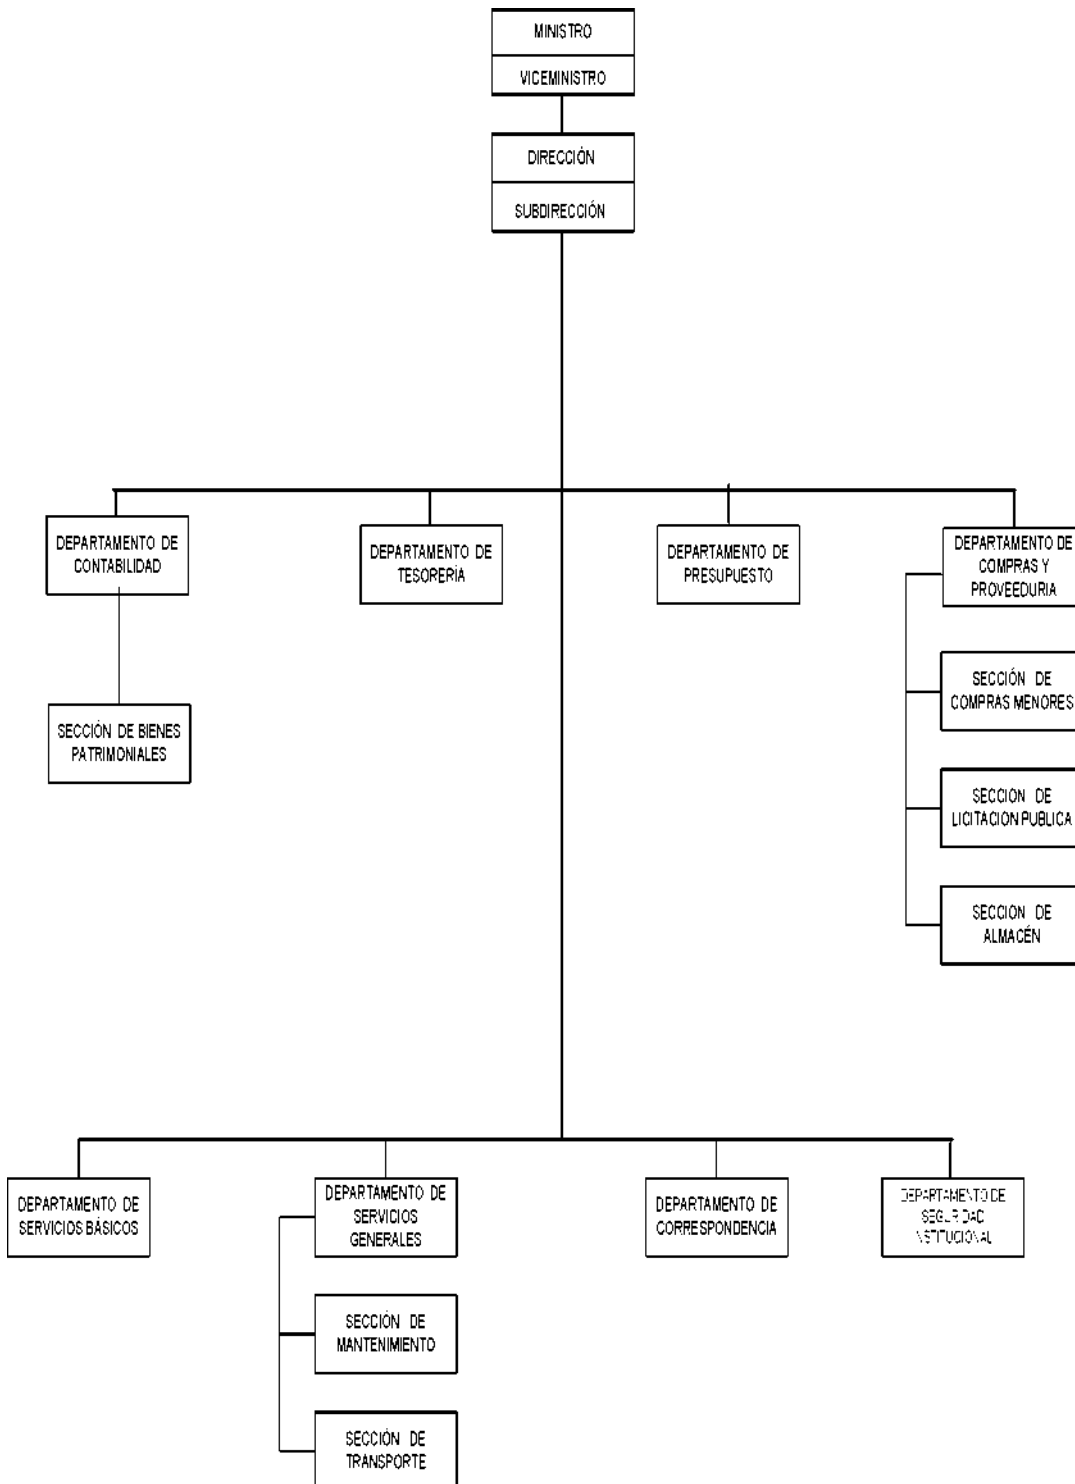 MINISTRO
VICEMINISTRO
DIRECCIÓN
SUBDIRECCIÓN
DEPARTAMENTO DE
CONTABILIDAD
DEPARTAMENTO DE
TESORERÍA
DEPARTAMENTO DE
PRESUPUESTO
DEPARTAMENTO DE
COMPRAS Y
PROVEEDURIA
SECCIÓN DE BIENES
PATRIMONIALES
SECCIÓN DE
COMPRAS MENORES
SECCION DE
LICITACION PUBLICA
SECCION DE
ALMACÉN
DEPARTAMENTO DE
SERVICIOS BÁSICOS
DEPARTAMENTO DE
SERVICIOS
GENERALES
DEPARTAMENTO DE
CORRESPONDENCIA
DEPARTAMENTO DE
SEGURIDAD
INSTITUCIONAL
SECCIÓN DE
MANTENIMIENTO
SECCIÓN DE
TRANSPORTE